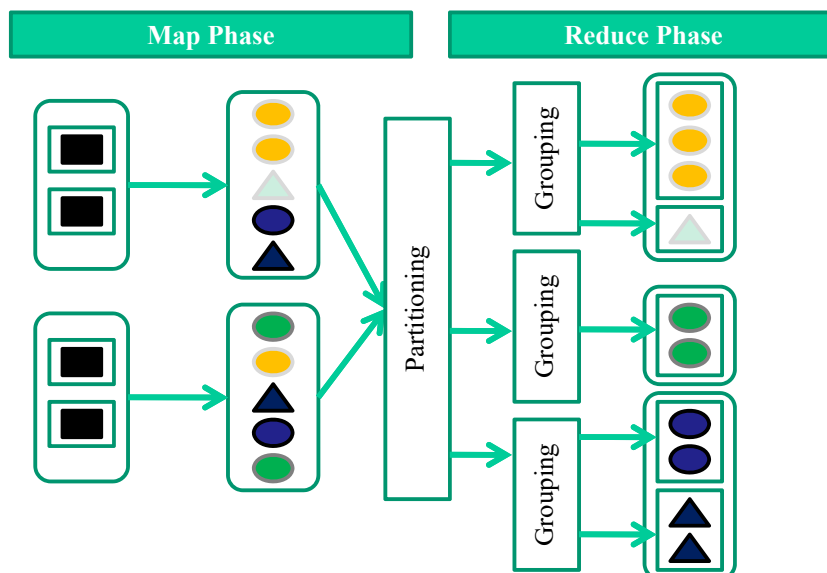 Map Phase
Reduce Phase
Partitioning
Grouping
Grouping
Grouping